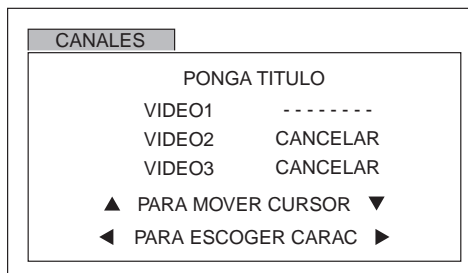 CANALES
PONGA TITULO
VIDEO1 - - - - - - - -
VIDEO2 CANCELAR
VIDEO3 CANCELAR
▲ PARA MOVER CURSOR ▼
◀ PARA ESCOGER CARAC ▶